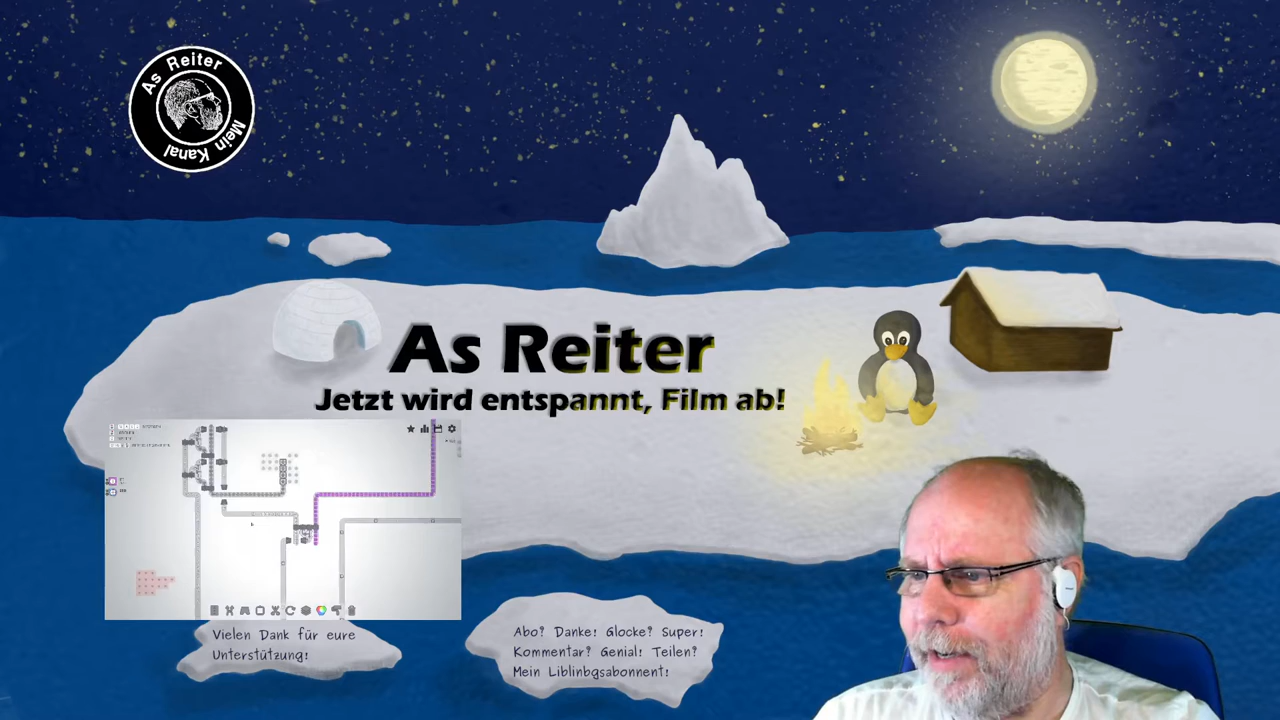 As Reiter
Mein Kanal
As Reiter
Jetzt wird entspannt, Film ab!
Vielen Dank für eure
Unterstützung!
Abo? Danke! Glocke? Super!
Kommentar? Genial! Teilen?
Mein Liblinbgsabonnent!